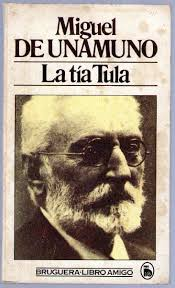 Miguel
DE UNAMUNO
La tía Tula
BRUGUERA-LIBRO AMIGO